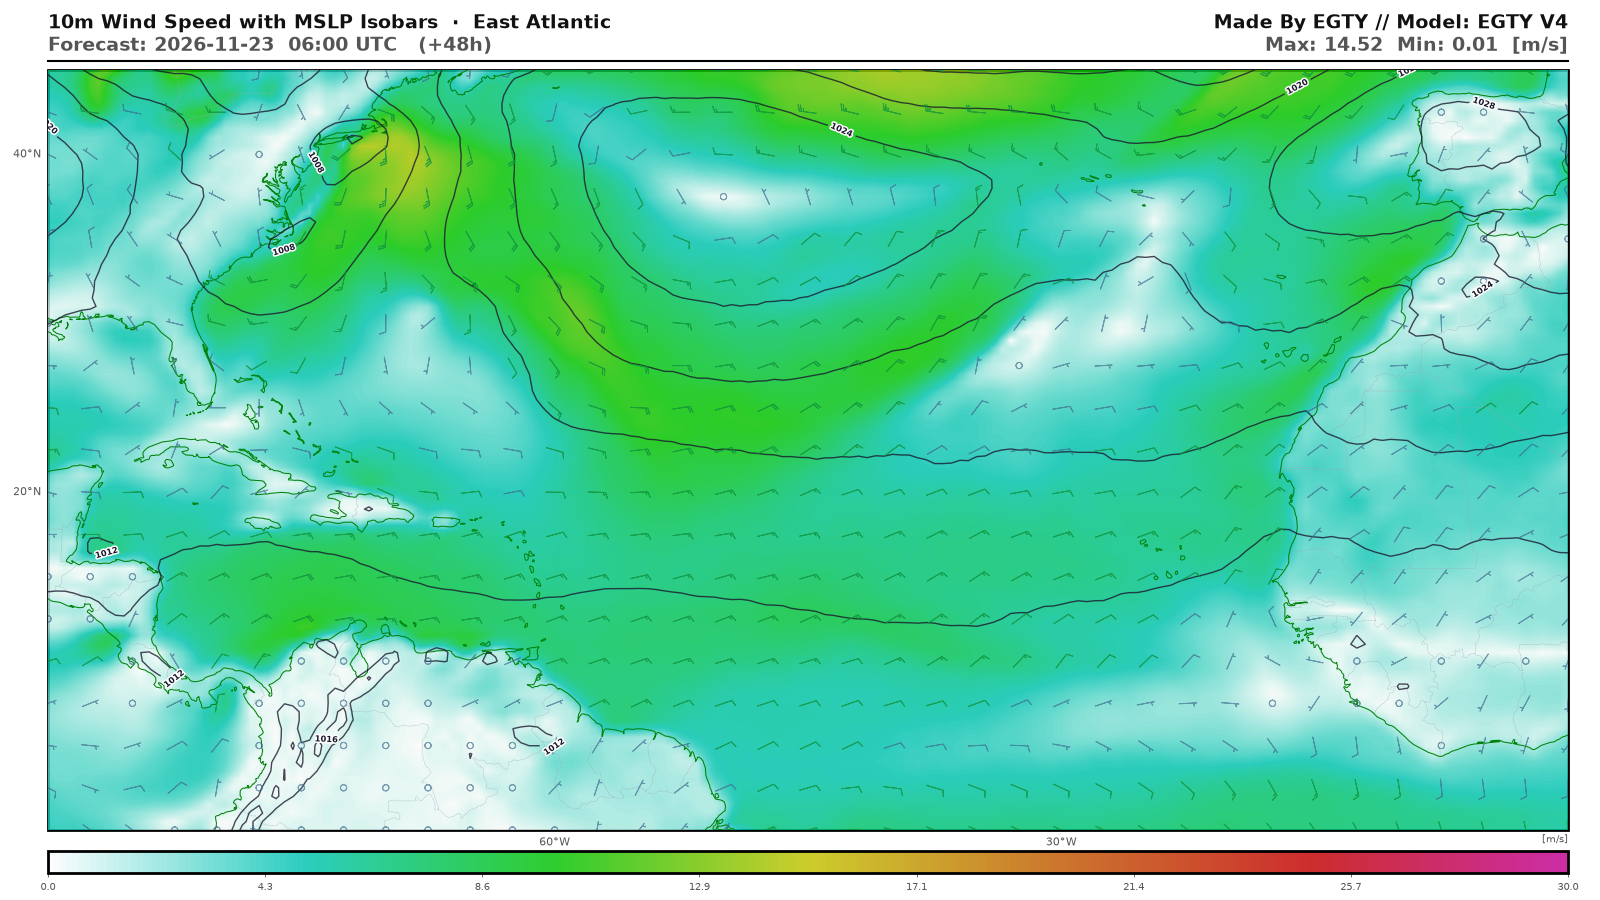 10m Wind Speed with MSLP Isobars · East Atlantic
Made By EGTY // Model: EGTY V4
Forecast: 2026-11-23 06:00 UTC (+48h)
Max: 14.52 Min: 0.01 [m/s]
1020
1028
20
1024
40°N
1008
1008
1024
20°N
1012
1012
1016
1012
60°W
30°W
[m/s]
0.0
4.3
8.6
12.9
17.1
21.4
25.7
30.0